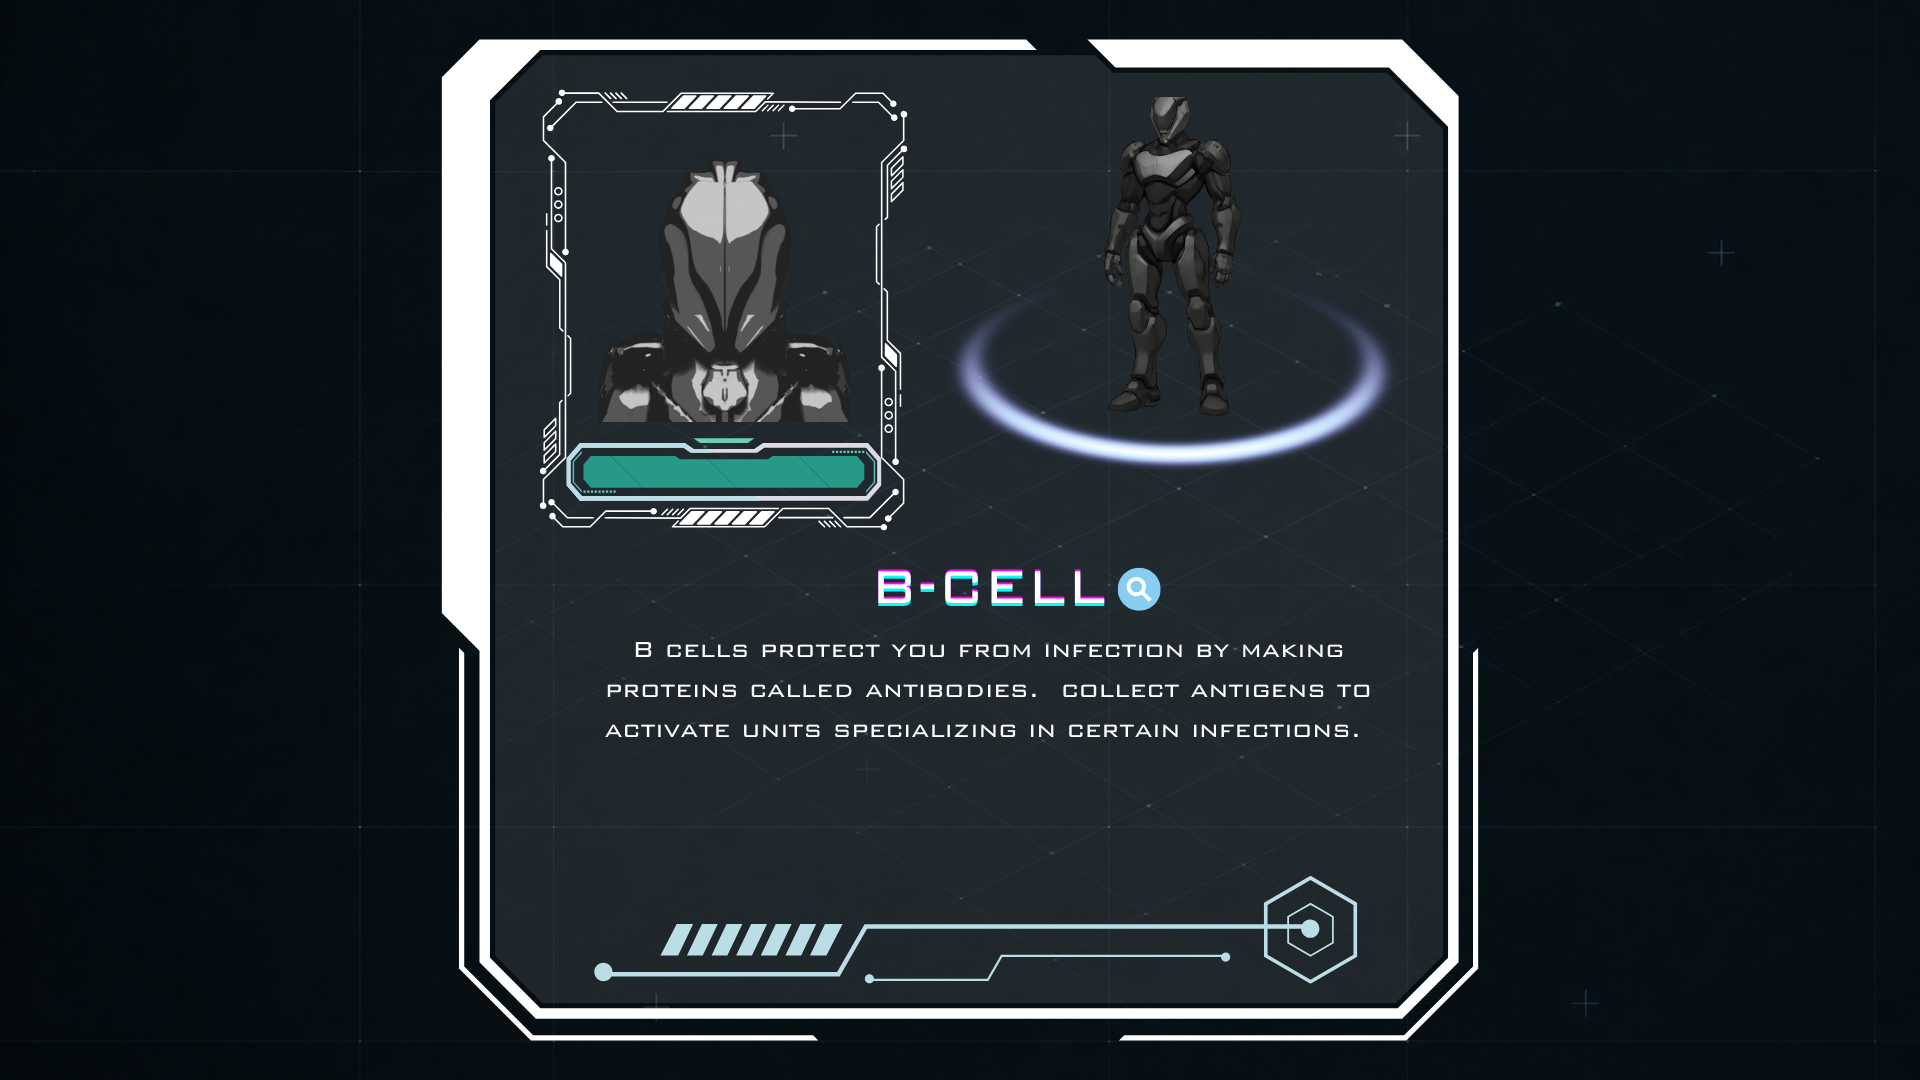 B-CELL
B CELLS PROTECT YOU FROM INFECTION BY MAKING
PROTEINS CALLED ANTIBODIES. COLLECT ANTIGENS TO
ACTIVATE UNITS SPECIALIZING IN CERTAIN INFECTIONS.